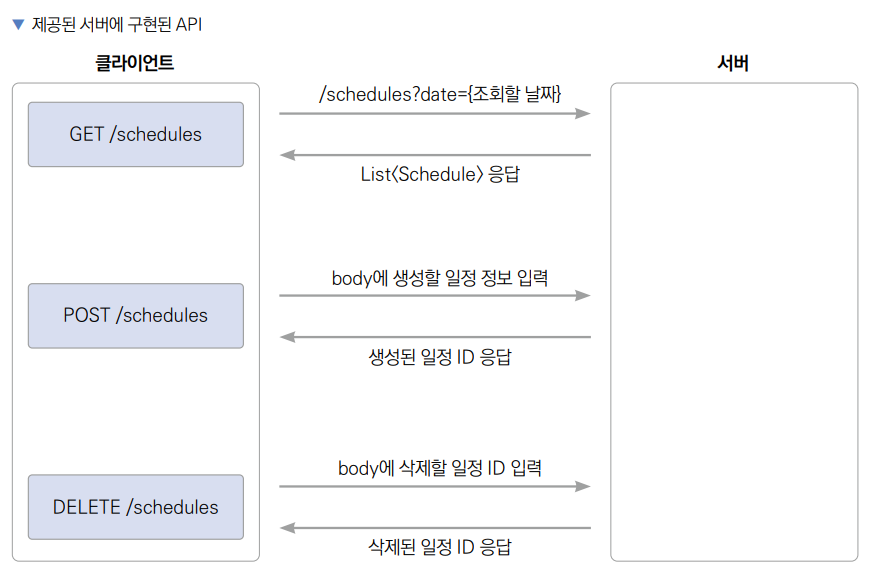 ▼ 제공된 서버에 구현된 API
클라이언트
서버
GET /schedules
/schedules?date={조회할 날짜}
List〈Schedule〉 응답
POST /schedules
body에 생성할 일정 정보 입력
생성된 일정 ID 응답
DELETE /schedules
body에 삭제할 일정 ID 입력
삭제된 일정 ID 응답